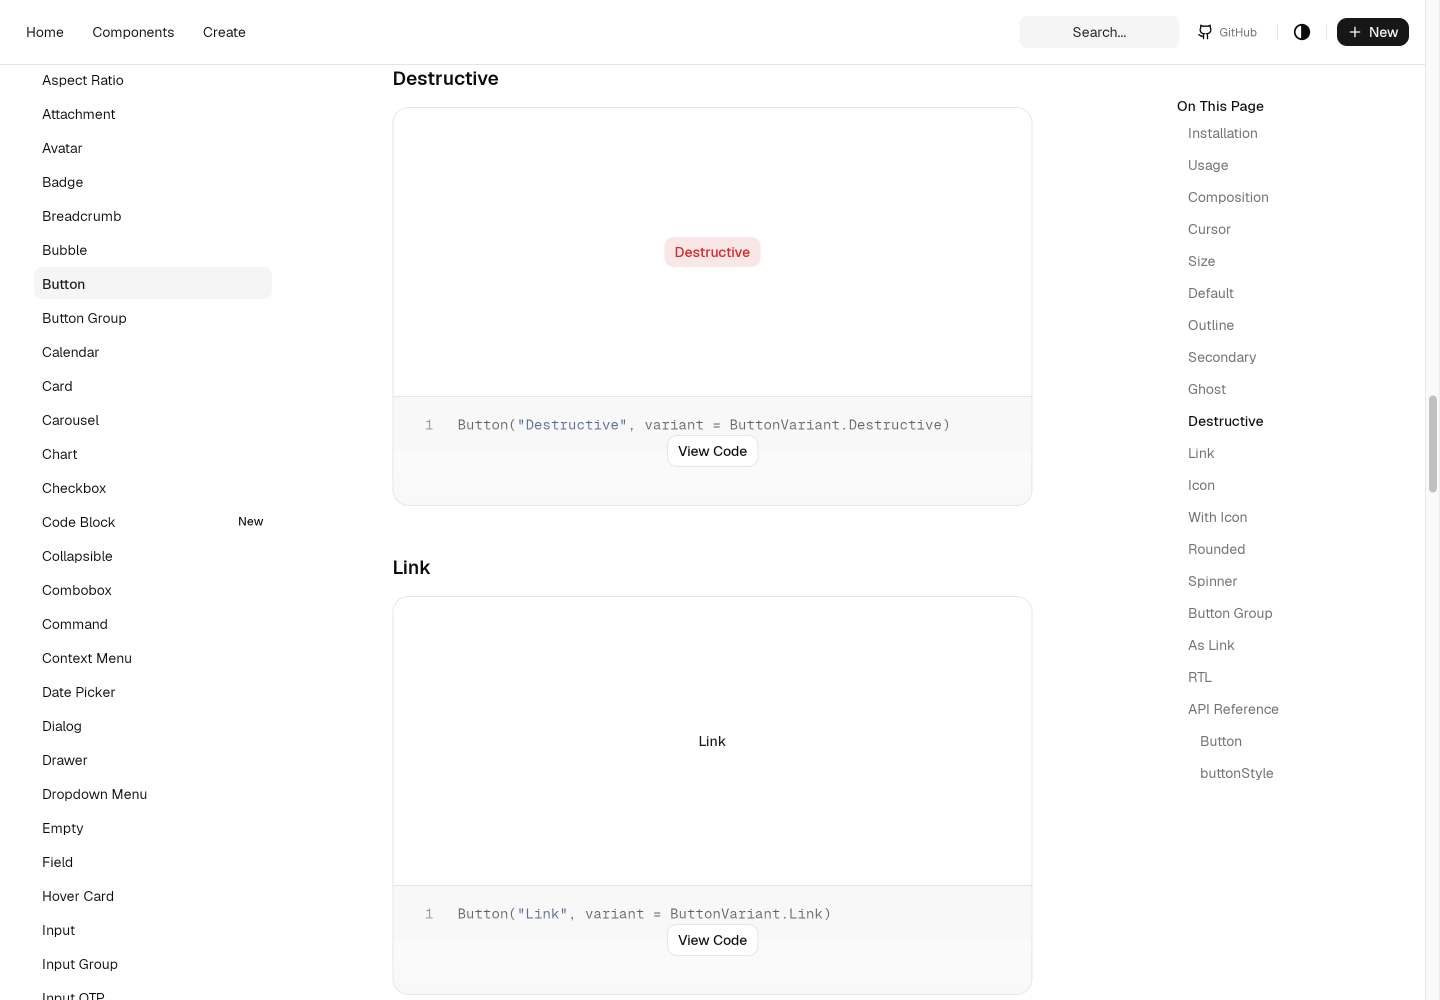 Home
Components
Create
Search...
GitHub
New
Aspect Ratio
Attachment
Avatar
Badge
Breadcrumb
Bubble
Button
Button Group
Calendar
Card
Carousel
Chart
Checkbox
Code Block New
Collapsible
Combobox
Command
Context Menu
Date Picker
Dialog
Drawer
Dropdown Menu
Empty
Field
Hover Card
Input
Input Group
Input OTP
Destructive
Destructive
1 Button("Destructive", variant = ButtonVariant.Destructive)
View Code
Link
Link
1 Button("Link", variant = ButtonVariant.Link)
View Code
On This Page
Installation
Usage
Composition
Cursor
Size
Default
Outline
Secondary
Ghost
Destructive
Link
Icon
With Icon
Rounded
Spinner
Button Group
As Link
RTL
API Reference
Button
buttonStyle